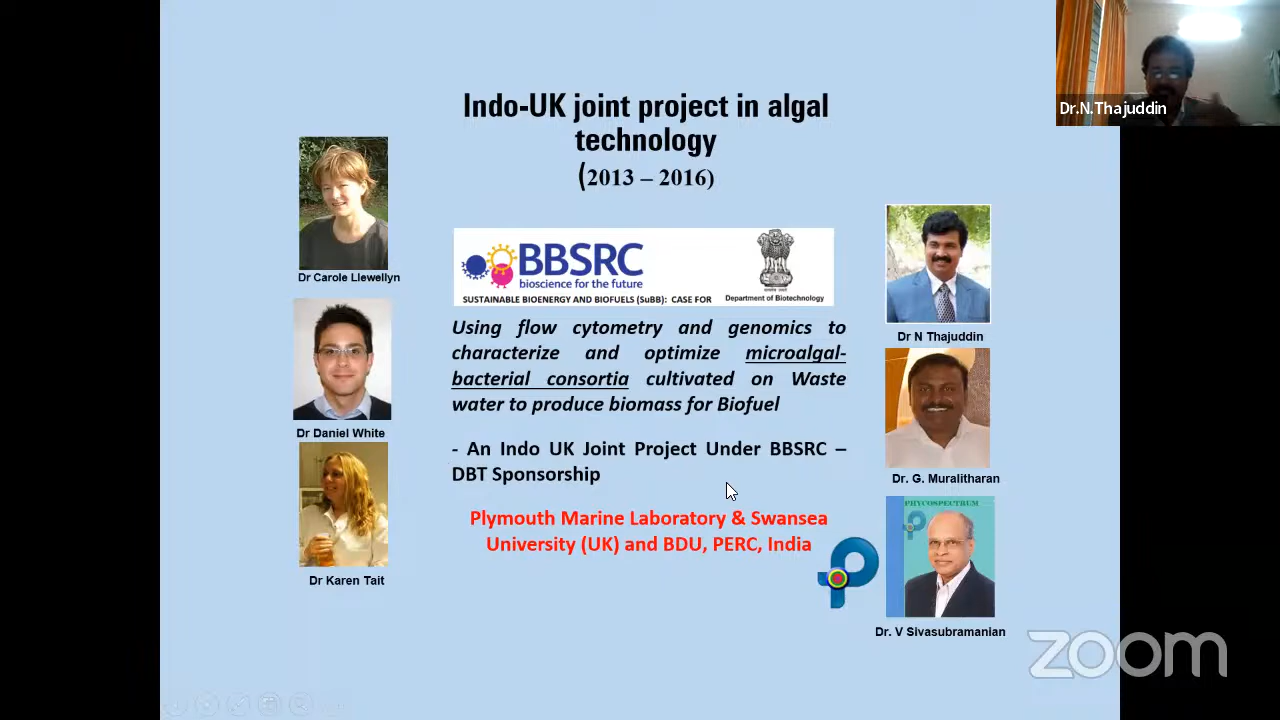 Indo-UK joint project in algal
technology
(2013 – 2016)
Dr.N.Thajuddin
Dr Carole Llewellyn
BBSRC
bioscience for the future
SUSTAINABLE BIOENERGY AND BIOFUELS (SuBB): CASE FOR
Department of Biotechnology
Using flow cytometry and genomics to
characterize and optimize microalgal-
bacterial consortia cultivated on Waste
water to produce biomass for Biofuel
- An Indo UK Joint Project Under BBSRC –
DBT Sponsorship
Plymouth Marine Laboratory & Swansea
University (UK) and BDU, PERC, India
Dr Daniel White
Dr Karen Tait
Dr N Thajuddin
Dr. G. Muralitharan
PHYCOSPECTRUM
Dr. V Sivasubramanian
zoom